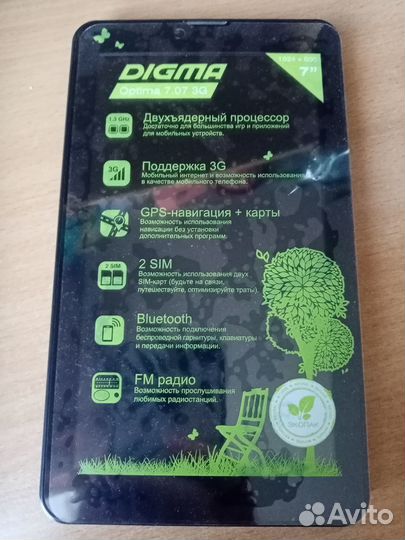 DIGMA
Optima 7.07 3G
7"
1.3 GHz
Двухъядерный процессор
Достаточно для большинства игр и приложений
для мобильных устройств.
3G
Поддержка 3G
Мобильный интернет и возможность использования
в качестве мобильного телефона.
GPS-навигация + карты
Возможность использования
навигации без установки
дополнительных программ.
2 SIM
2 SIM
Возможность использования двух
SIM-карт (будьте на связи,
путешествуйте, оптимизируйте траты).
Bluetooth
Возможность подключения
беспроводной гарнитуры, клавиатуры
и передачи информации.
FM радио
Возможность прослушивания
любимых радиостанций.
ЭКОПАК
Avito